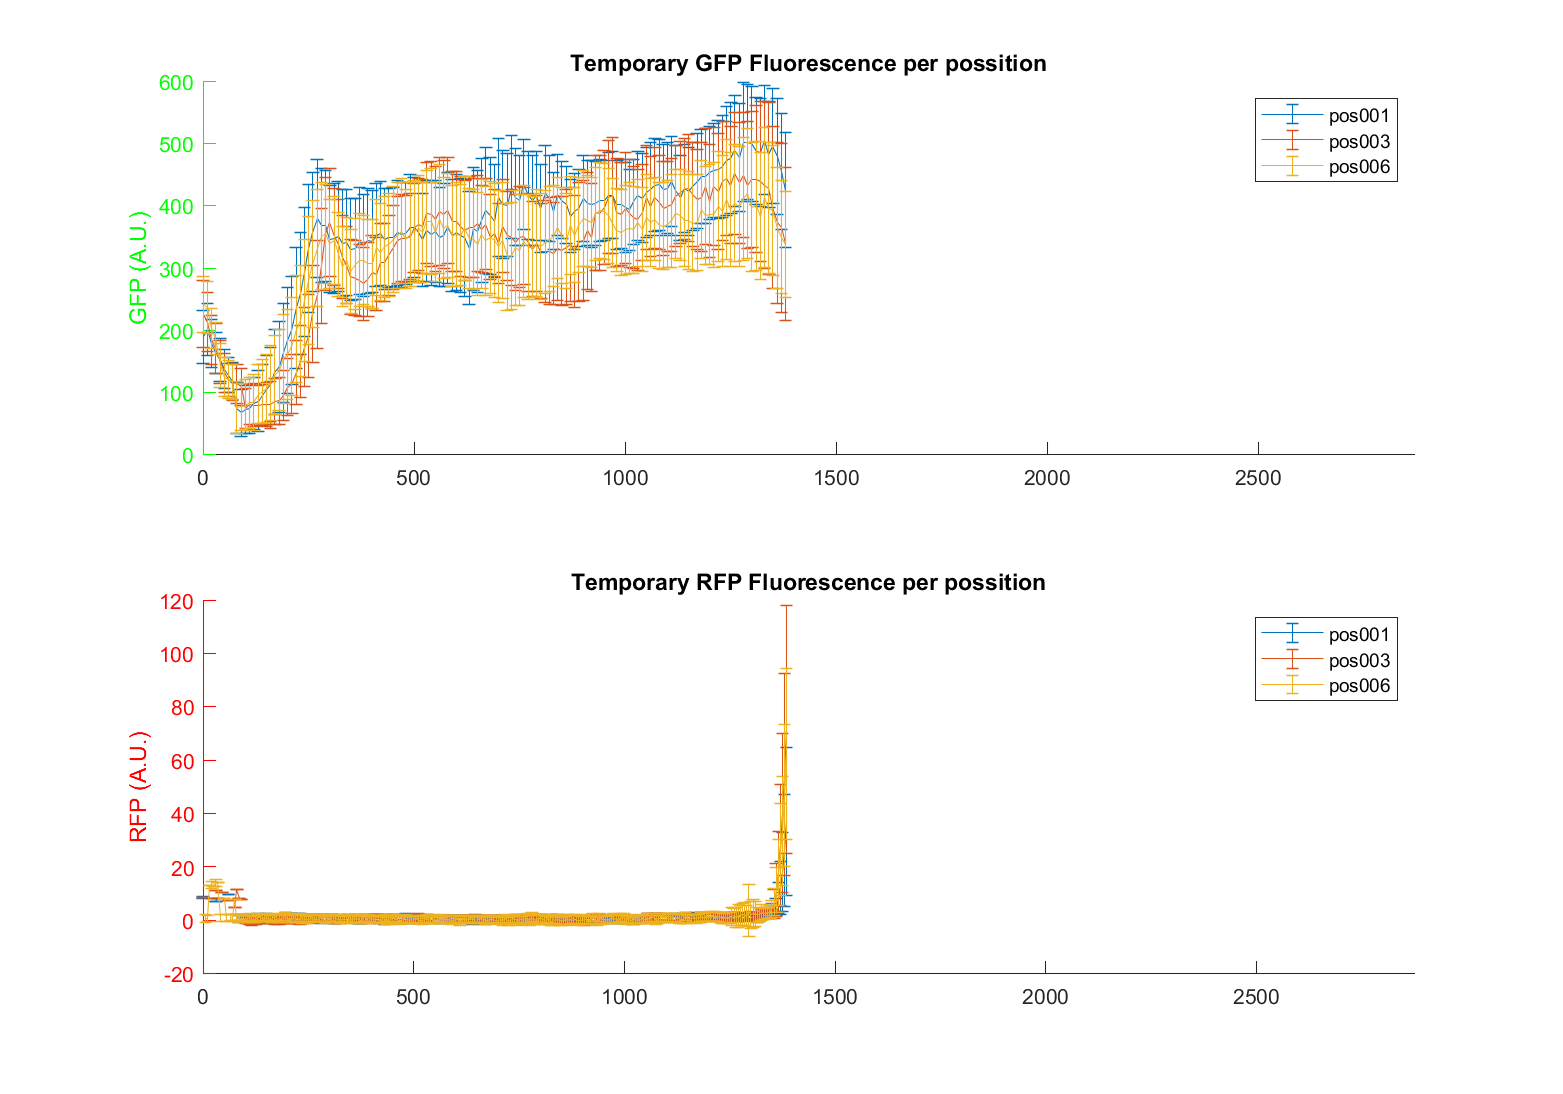 Temporary GFP Fluorescence per possition
GFP (A.U.)
600
500
400
300
200
100
0
0 500 1000 1500 2000 2500
pos001
pos003
pos006
Temporary RFP Fluorescence per possition
RFP (A.U.)
120
100
80
60
40
20
0
-20
0 500 1000 1500 2000 2500
pos001
pos003
pos006